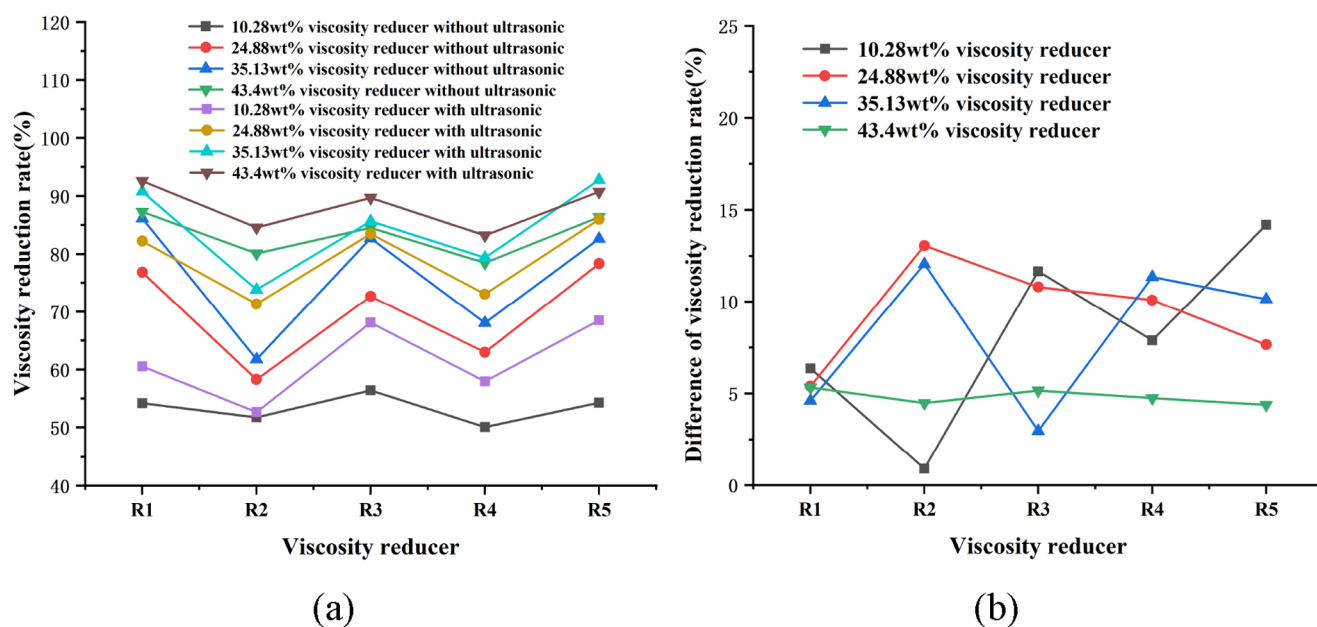 120
110
100
90
80
70
60
50
40
Viscosity reduction rate(%)
10.28wt% viscosity reducer without ultrasonic
24.88wt% viscosity reducer without ultrasonic
35.13wt% viscosity reducer without ultrasonic
43.4wt% viscosity reducer without ultrasonic
10.28wt% viscosity reducer with ultrasonic
24.88wt% viscosity reducer with ultrasonic
35.13wt% viscosity reducer with ultrasonic
43.4wt% viscosity reducer with ultrasonic
R1 R2 R3 R4 R5
Viscosity reducer
(a)
25
20
15
10
5
0
Difference of viscosity reduction rate(%)
10.28wt% viscosity reducer
24.88wt% viscosity reducer
35.13wt% viscosity reducer
43.4wt% viscosity reducer
R1 R2 R3 R4 R5
Viscosity reducer
(b)